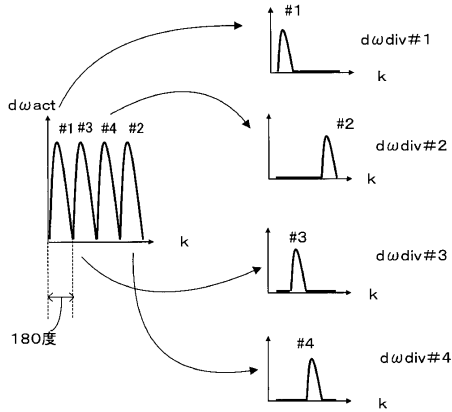 dωact
#1 #3 #4 #2
k
180度
#1
dωdiv#1
k
#2
dωdiv#2
k
#3
dωdiv#3
k
#4
dωdiv#4
k